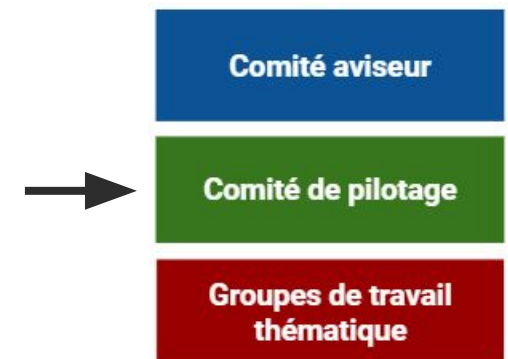 Comité aviseur
Comité de pilotage
Groupes de travail
thématique